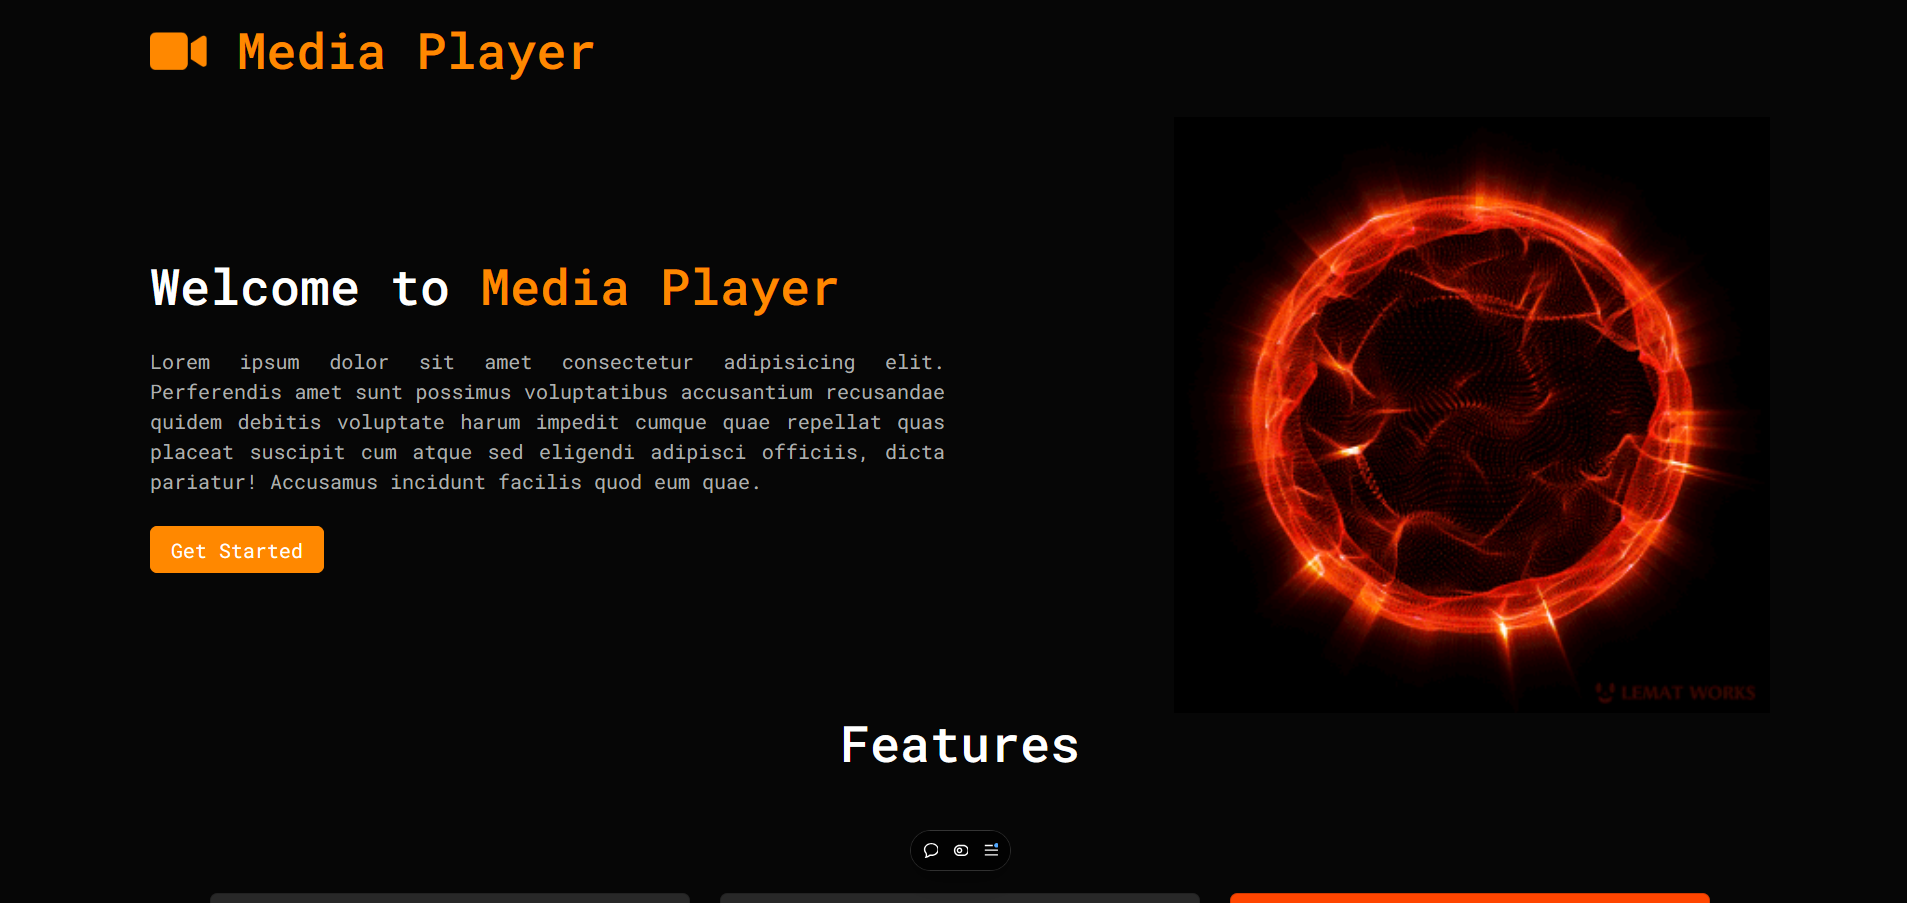 Media Player
Welcome to Media Player
Lorem ipsum dolor sit amet consectetur adipisicing elit.
Perferendis amet sunt possimus voluptatibus accusantium recusandae
quidem debitis voluptate harum impedit cumque quae repellat quas
placeat suscipit cum atque sed eligendi adipisci officiis, dicta
pariatur! Accusamus incidunt facilis quod eum quae.
Get Started
LEMAT WORKS
Features